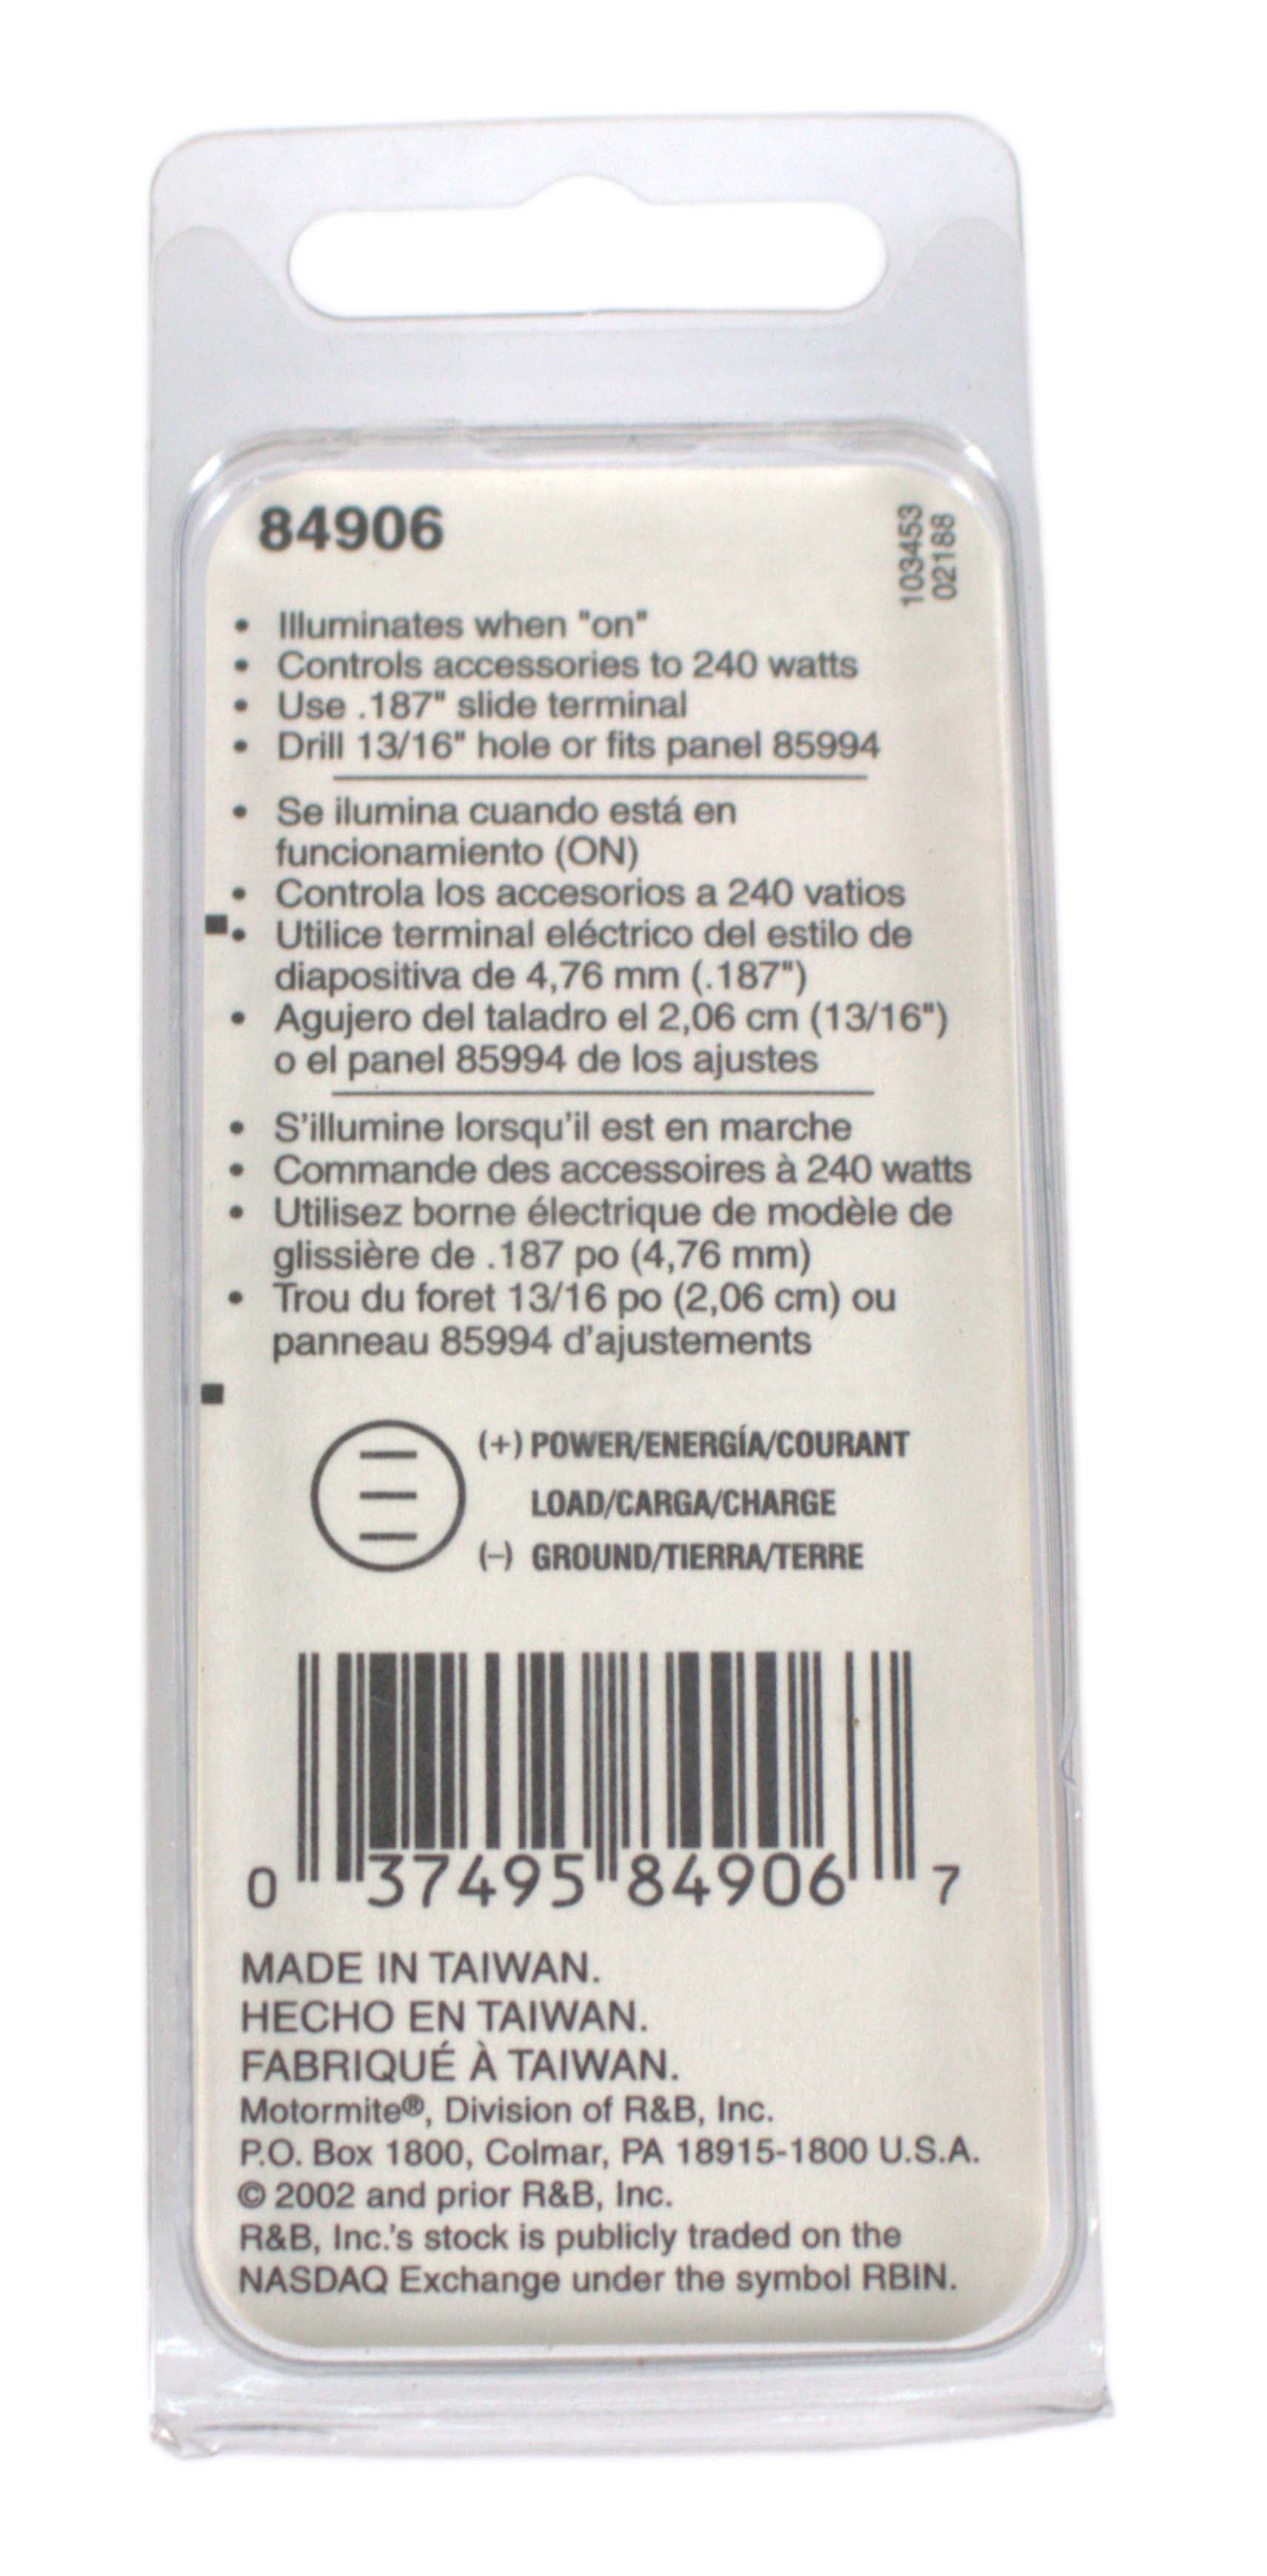 84906
103453
02188
• Illuminates when "on"
• Controls accessories to 240 watts
• Use .187" slide terminal
• Drill 13/16" hole or fits panel 85994
• Se ilumina cuando está en
funcionamiento (ON)
• Controla los accesorios a 240 vatios
• Utilice terminal eléctrico del estilo de
diapositiva de 4,76 mm (.187")
• Agujero del taladro el 2,06 cm (13/16")
o el panel 85994 de los ajustes
• S'illumine lorsqu'il est en marche
• Commande des accessoires à 240 watts
• Utilisez borne électrique de modèle de
glissière de .187 po (4,76 mm)
• Trou du foret 13/16 po (2,06 cm) ou
panneau 85994 d'ajustements
(+) POWER/ENERGÍA/COURANT
LOAD/CARGA/CHARGE
(–) GROUND/TIERRA/TERRE
0 37495 84906 7
MADE IN TAIWAN.
HECHO EN TAIWAN.
FABRIQUÉ À TAIWAN.
Motormite®, Division of R&B, Inc.
P.O. Box 1800, Colmar, PA 18915-1800 U.S.A.
© 2002 and prior R&B, Inc.
R&B, Inc.'s stock is publicly traded on the
NASDAQ Exchange under the symbol RBIN.